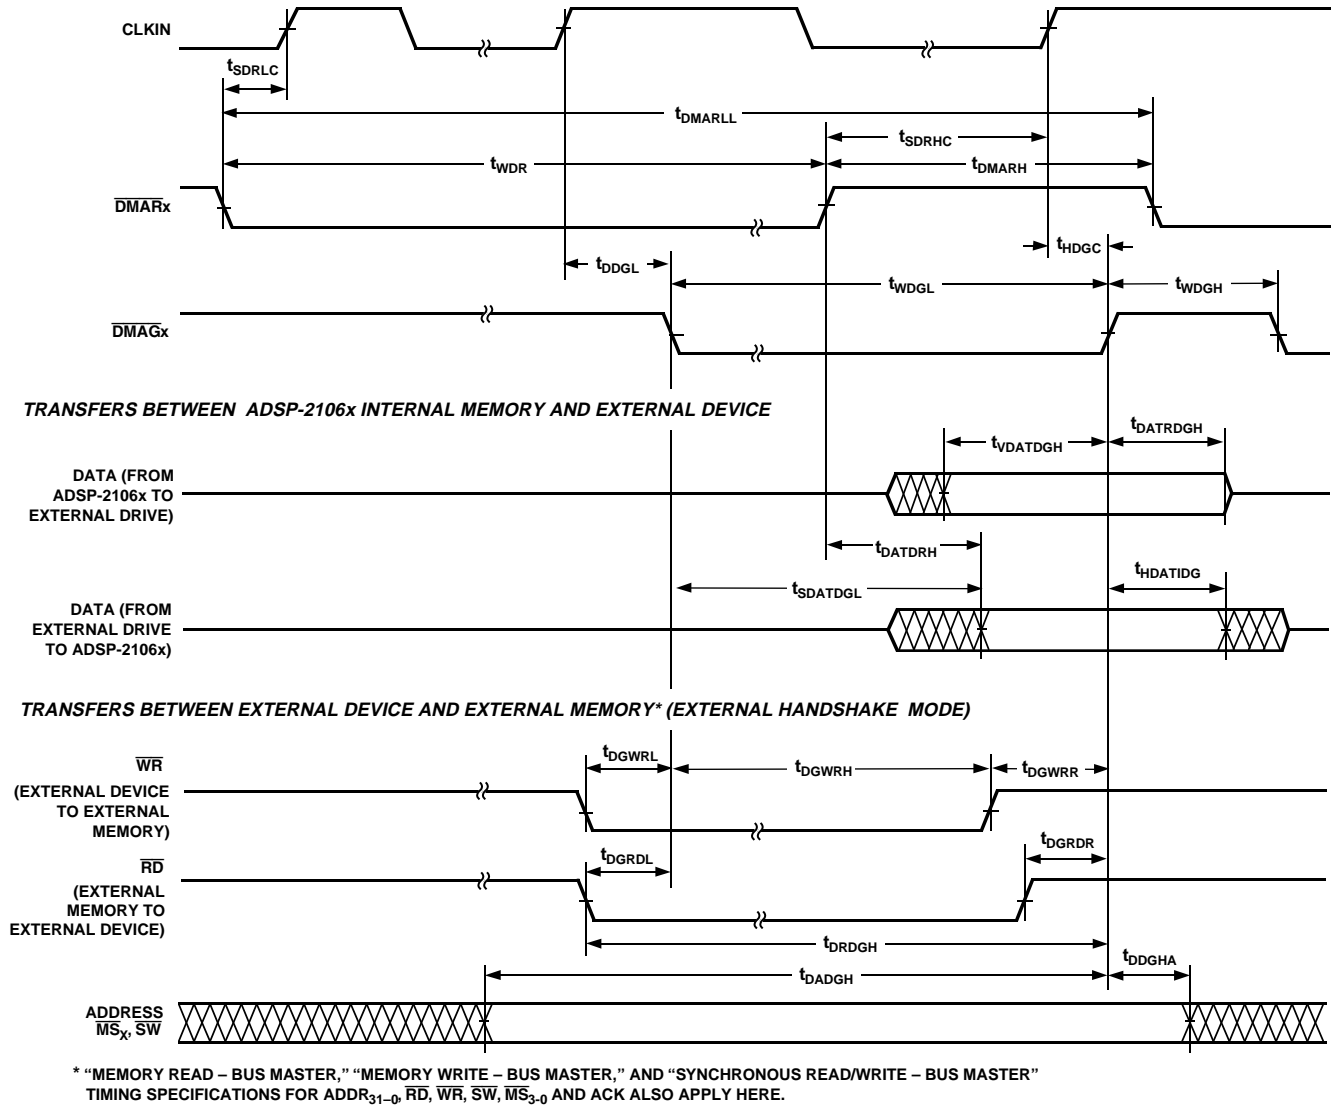 CLKIN
tSDRLC
tDMARLL
tSDRHC
tWDR
tDMARH
DMARx
tHDGC
tDDGL
tWDGL
tWDGH
DMAGx
TRANSFERS BETWEEN ADSP-2106x INTERNAL MEMORY AND EXTERNAL DEVICE
tDATRDGH
tVDATDGH
DATA (FROM
ADSP-2106x TO
EXTERNAL DRIVE)
tDATDRH
tHDATIDG
tSDATDGL
DATA (FROM
EXTERNAL DRIVE
TO ADSP-2106x)
TRANSFERS BETWEEN EXTERNAL DEVICE AND EXTERNAL MEMORY* (EXTERNAL HANDSHAKE MODE)
tDGWRL
WR
tDGWRH
tDGWRR
(EXTERNAL DEVICE
TO EXTERNAL
MEMORY)
tDGRDR
RD
tDGRDL
(EXTERNAL
MEMORY TO
EXTERNAL DEVICE)
tDRDGH
tDDGHA
tDADGH
ADDRESS
MSX, SW
* “MEMORY READ – BUS MASTER,” “MEMORY WRITE – BUS MASTER,” AND “SYNCHRONOUS READ/WRITE – BUS MASTER”
TIMING SPECIFICATIONS FOR ADDR31–0, RD, WR, SW, MS3-0 AND ACK ALSO APPLY HERE.